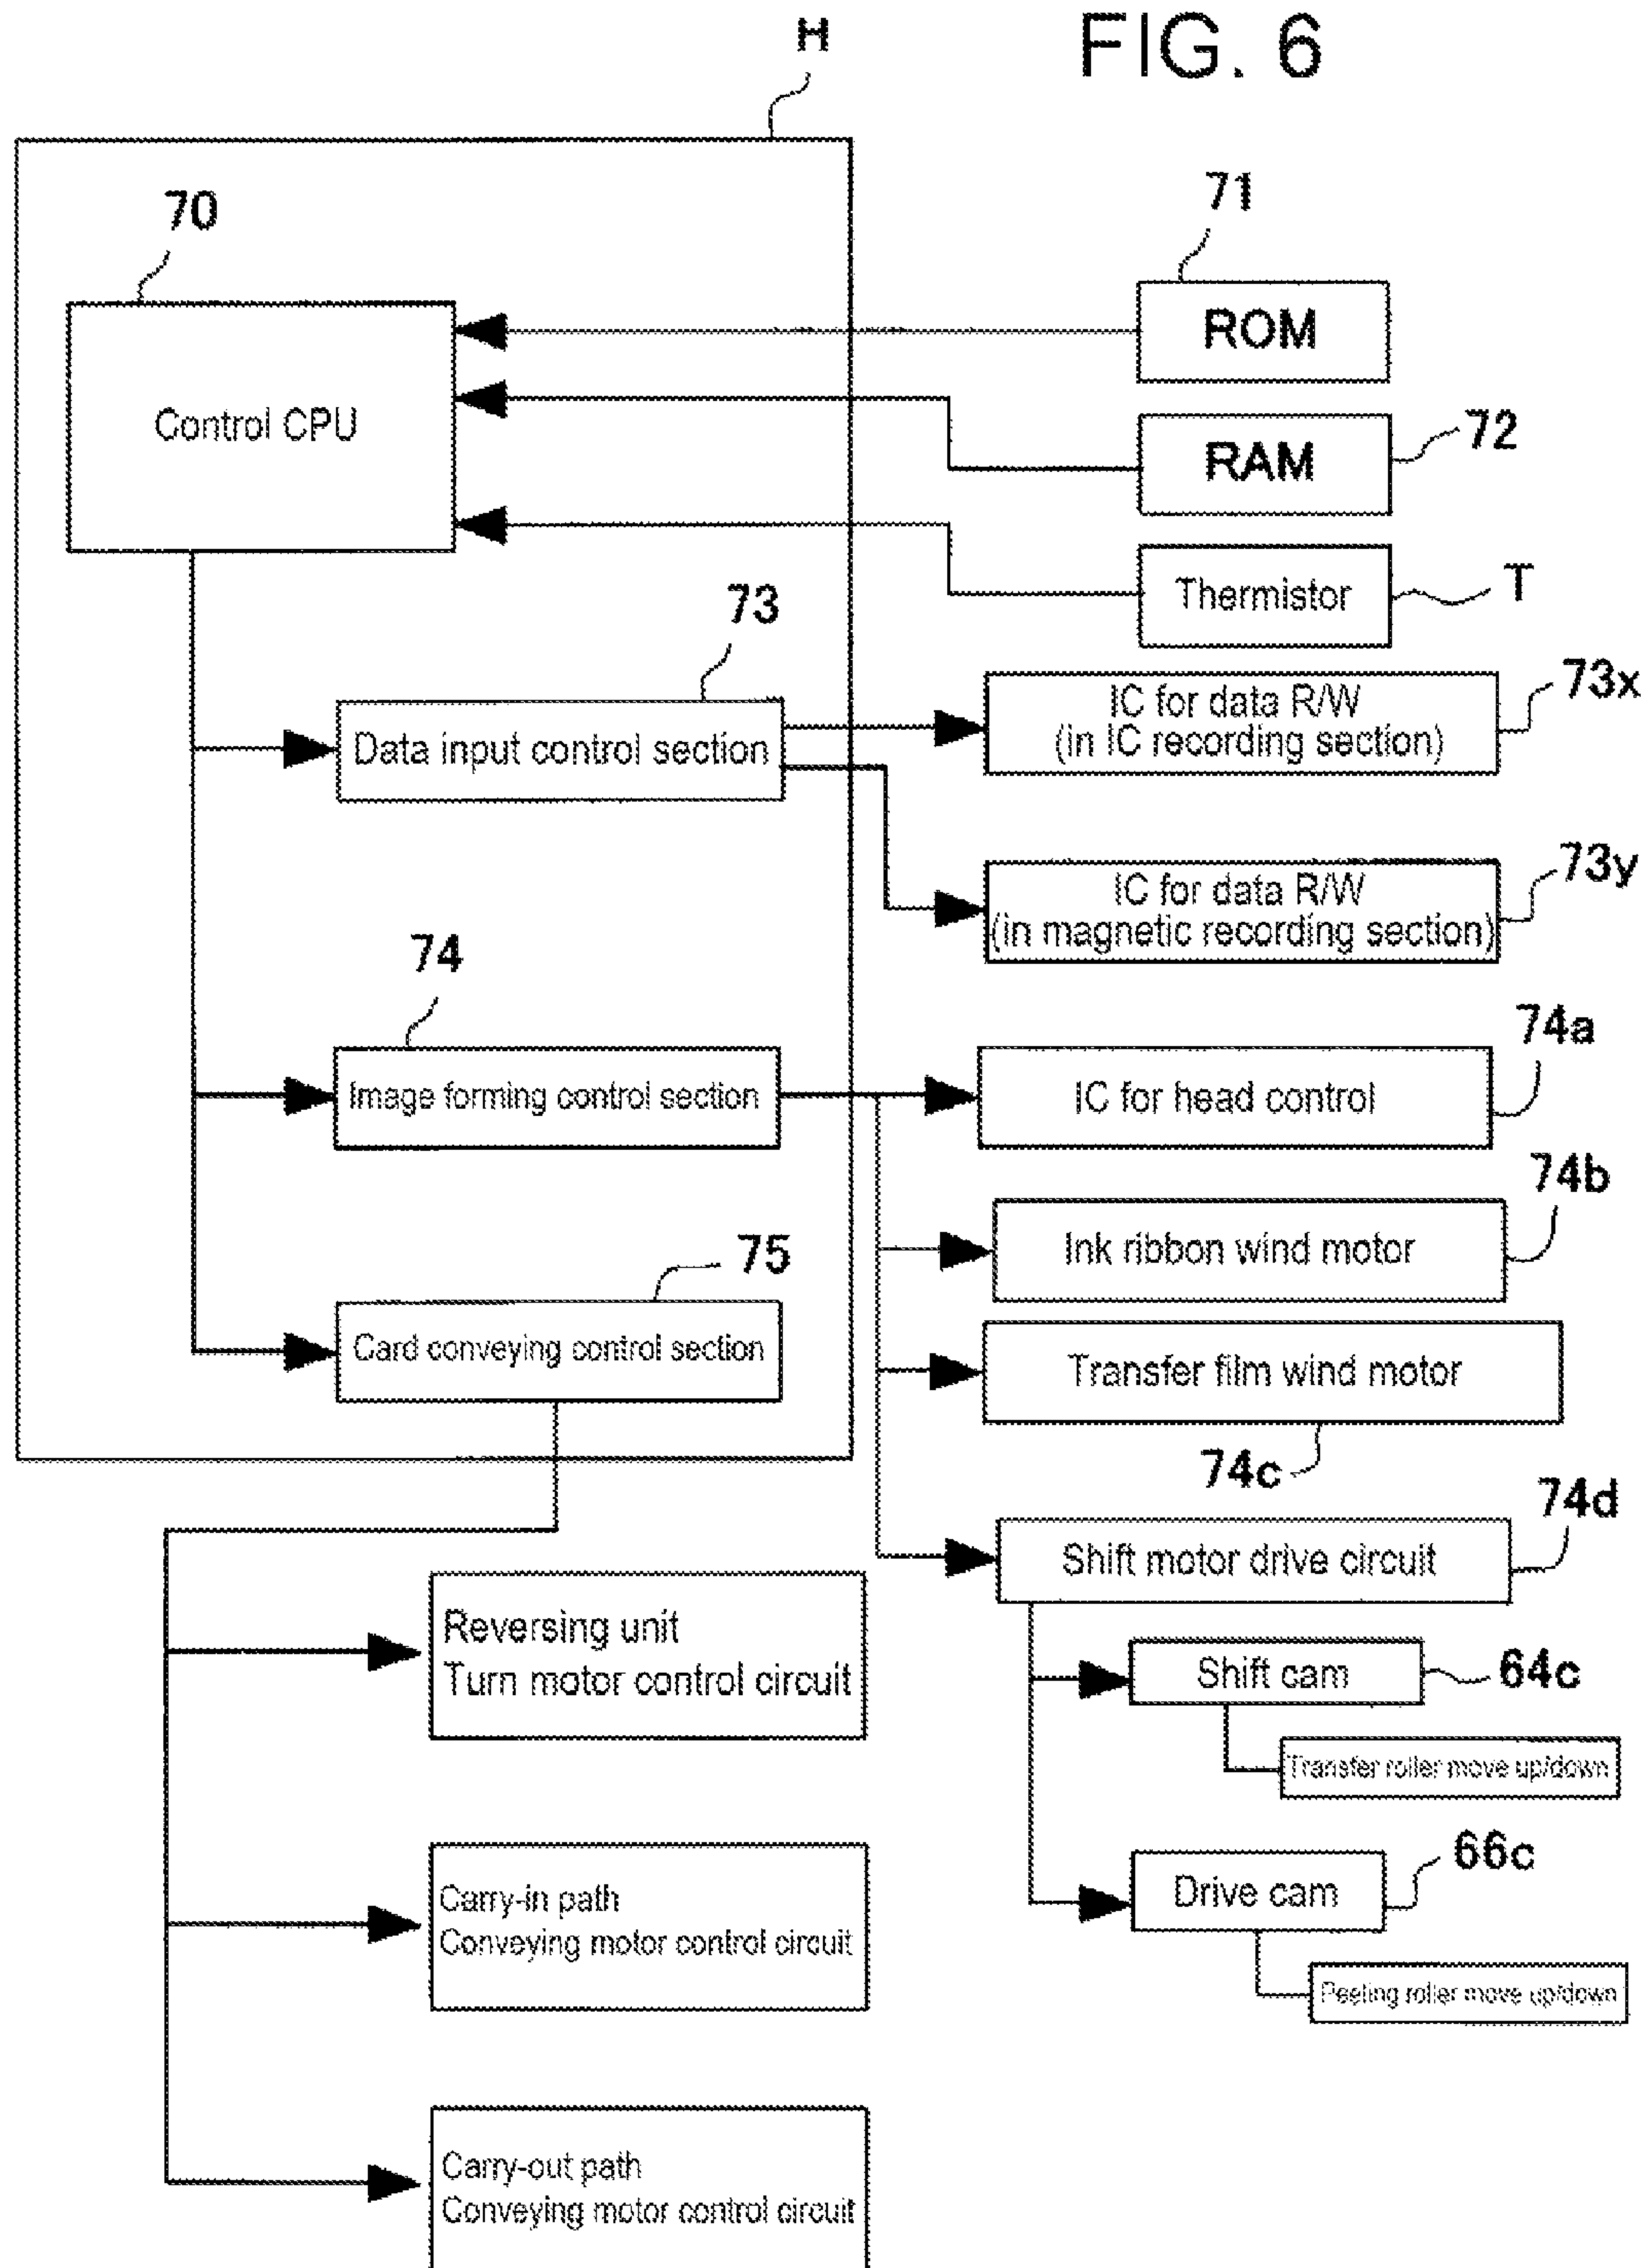 FIG. 6
H
70
71
Control CPU
ROM
RAM
72
Thermistor
T
73
Data input control section
IC for data R/W
(in IC recording section)
73x
IC for data R/W
(in magnetic recording section)
73y
74
Image forming control section
IC for head control
74a
Ink ribbon wind motor
74b
75
Card conveying control section
Transfer film wind motor
74c
Shift motor drive circuit
74d
Reversing unit
Turn motor control circuit
Shift cam
64c
Transfer roller move up/down
Carry-in path
Conveying motor control circuit
Drive cam
66c
Peeling roller move up/down
Carry-out path
Conveying motor control circuit